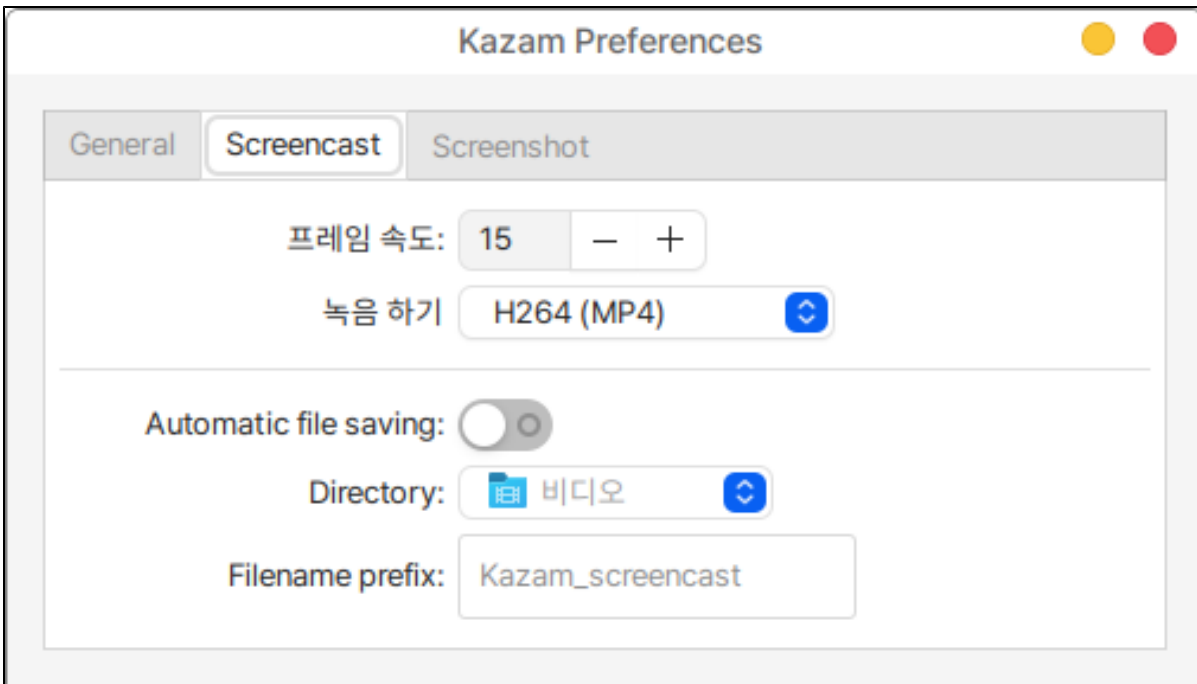 Kazam Preferences
General Screencast Screenshot
프레임 속도: 15 – +
녹음 하기 H264 (MP4)
Automatic file saving:
Directory: 비디오
Filename prefix: Kazam_screencast